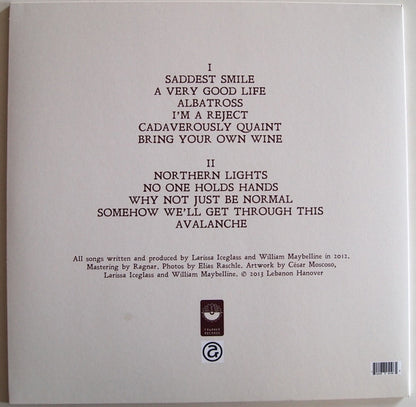 I
SADDEST SMILE
A VERY GOOD LIFE
ALBATROSS
I'M A REJECT
CADAVEROUSLY QUAINT
BRING YOUR OWN WINE
II
NORTHERN LIGHTS
NO ONE HOLDS HANDS
WHY NOT JUST BE NORMAL
SOMEHOW WE'LL GET THROUGH THIS
AVALANCHE
All songs written and produced by Larissa Iceglass and William Maybelline in 2012.
Mastering by Ragnar. Photos by Elias Raschle. Artwork by César Moscoso,
Larissa Iceglass and William Maybelline. © 2013 Lebanon Hanover